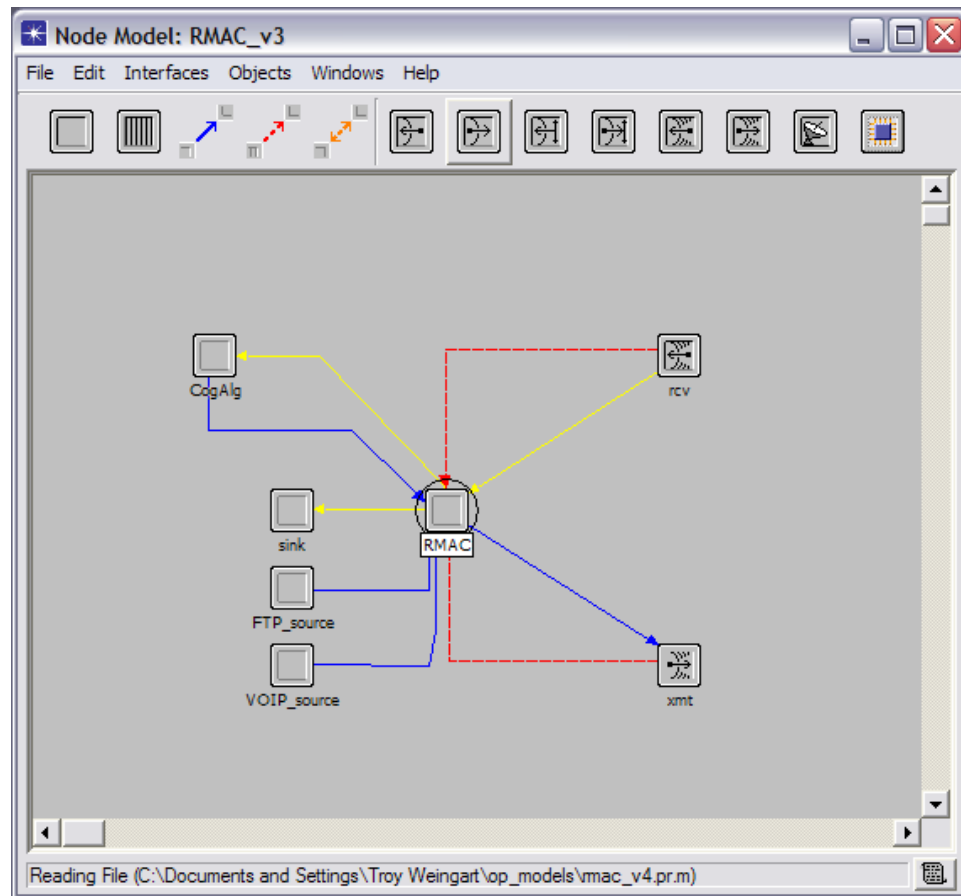 Node Model: RMAC_v3
File Edit Interfaces Objects Windows Help
CogAlg
rcv
sink
RMAC
FTP_source
VOIP_source
xmt
Reading File (C:\Documents and Settings\Troy Weingart\op_models\rmac_v4.pr.m)